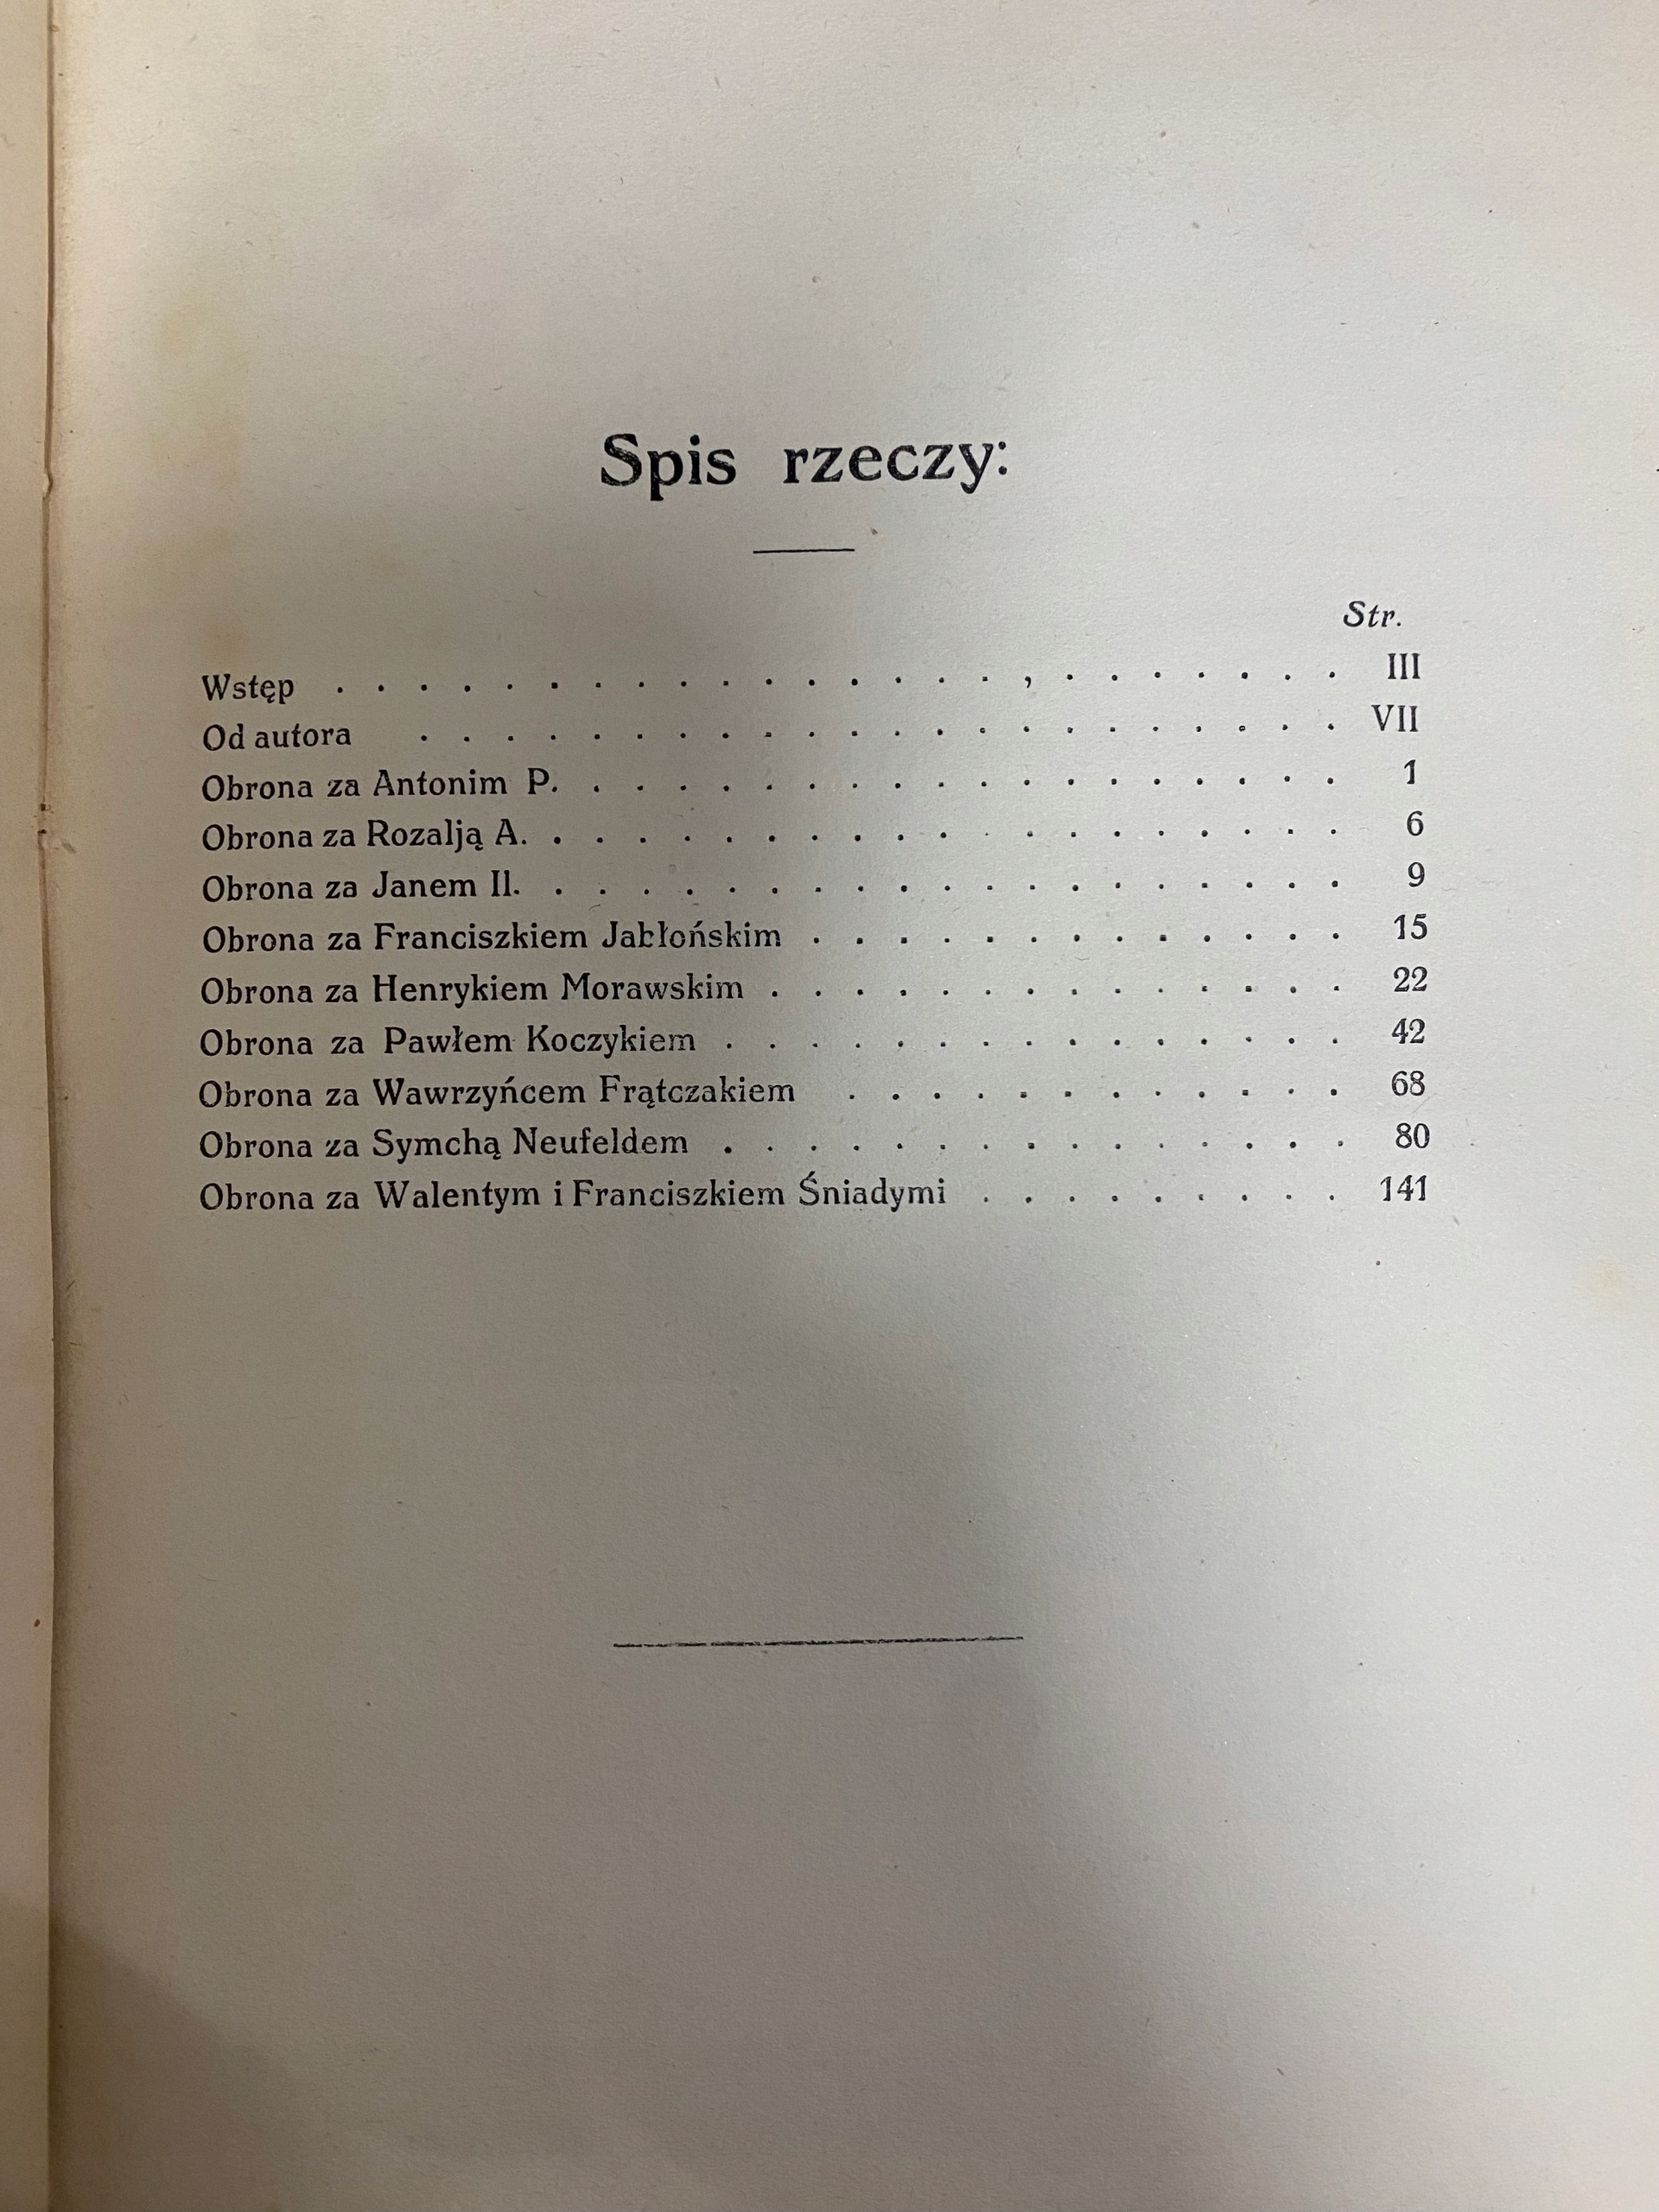 Spis rzeczy:
Str.
Wstęp . . . . . . . . . . . . . . . . , . . . . . . . III
Od autora . . . . . . . . . . . . . . . . . . . . . . VII
Obrona za Antonim P. . . . . . . . . . . . . . . . . . . 1
Obrona za Rozalją A. . . . . . . . . . . . . . . . . . . . 6
Obrona za Janem Il. . . . . . . . . . . . . . . . . . . . 9
Obrona za Franciszkiem Jabłońskim . . . . . . . . . . . . . 15
Obrona za Henrykiem Morawskim . . . . . . . . . . . . . . 22
Obrona za Pawłem Koczykiem . . . . . . . . . . . . . . . 42
Obrona za Wawrzyńcem Frątczakiem . . . . . . . . . . . . 68
Obrona za Symchą Neufeldem . . . . . . . . . . . . . . . 80
Obrona za Walentym i Franciszkiem Śniadymi . . . . . . . . . 141